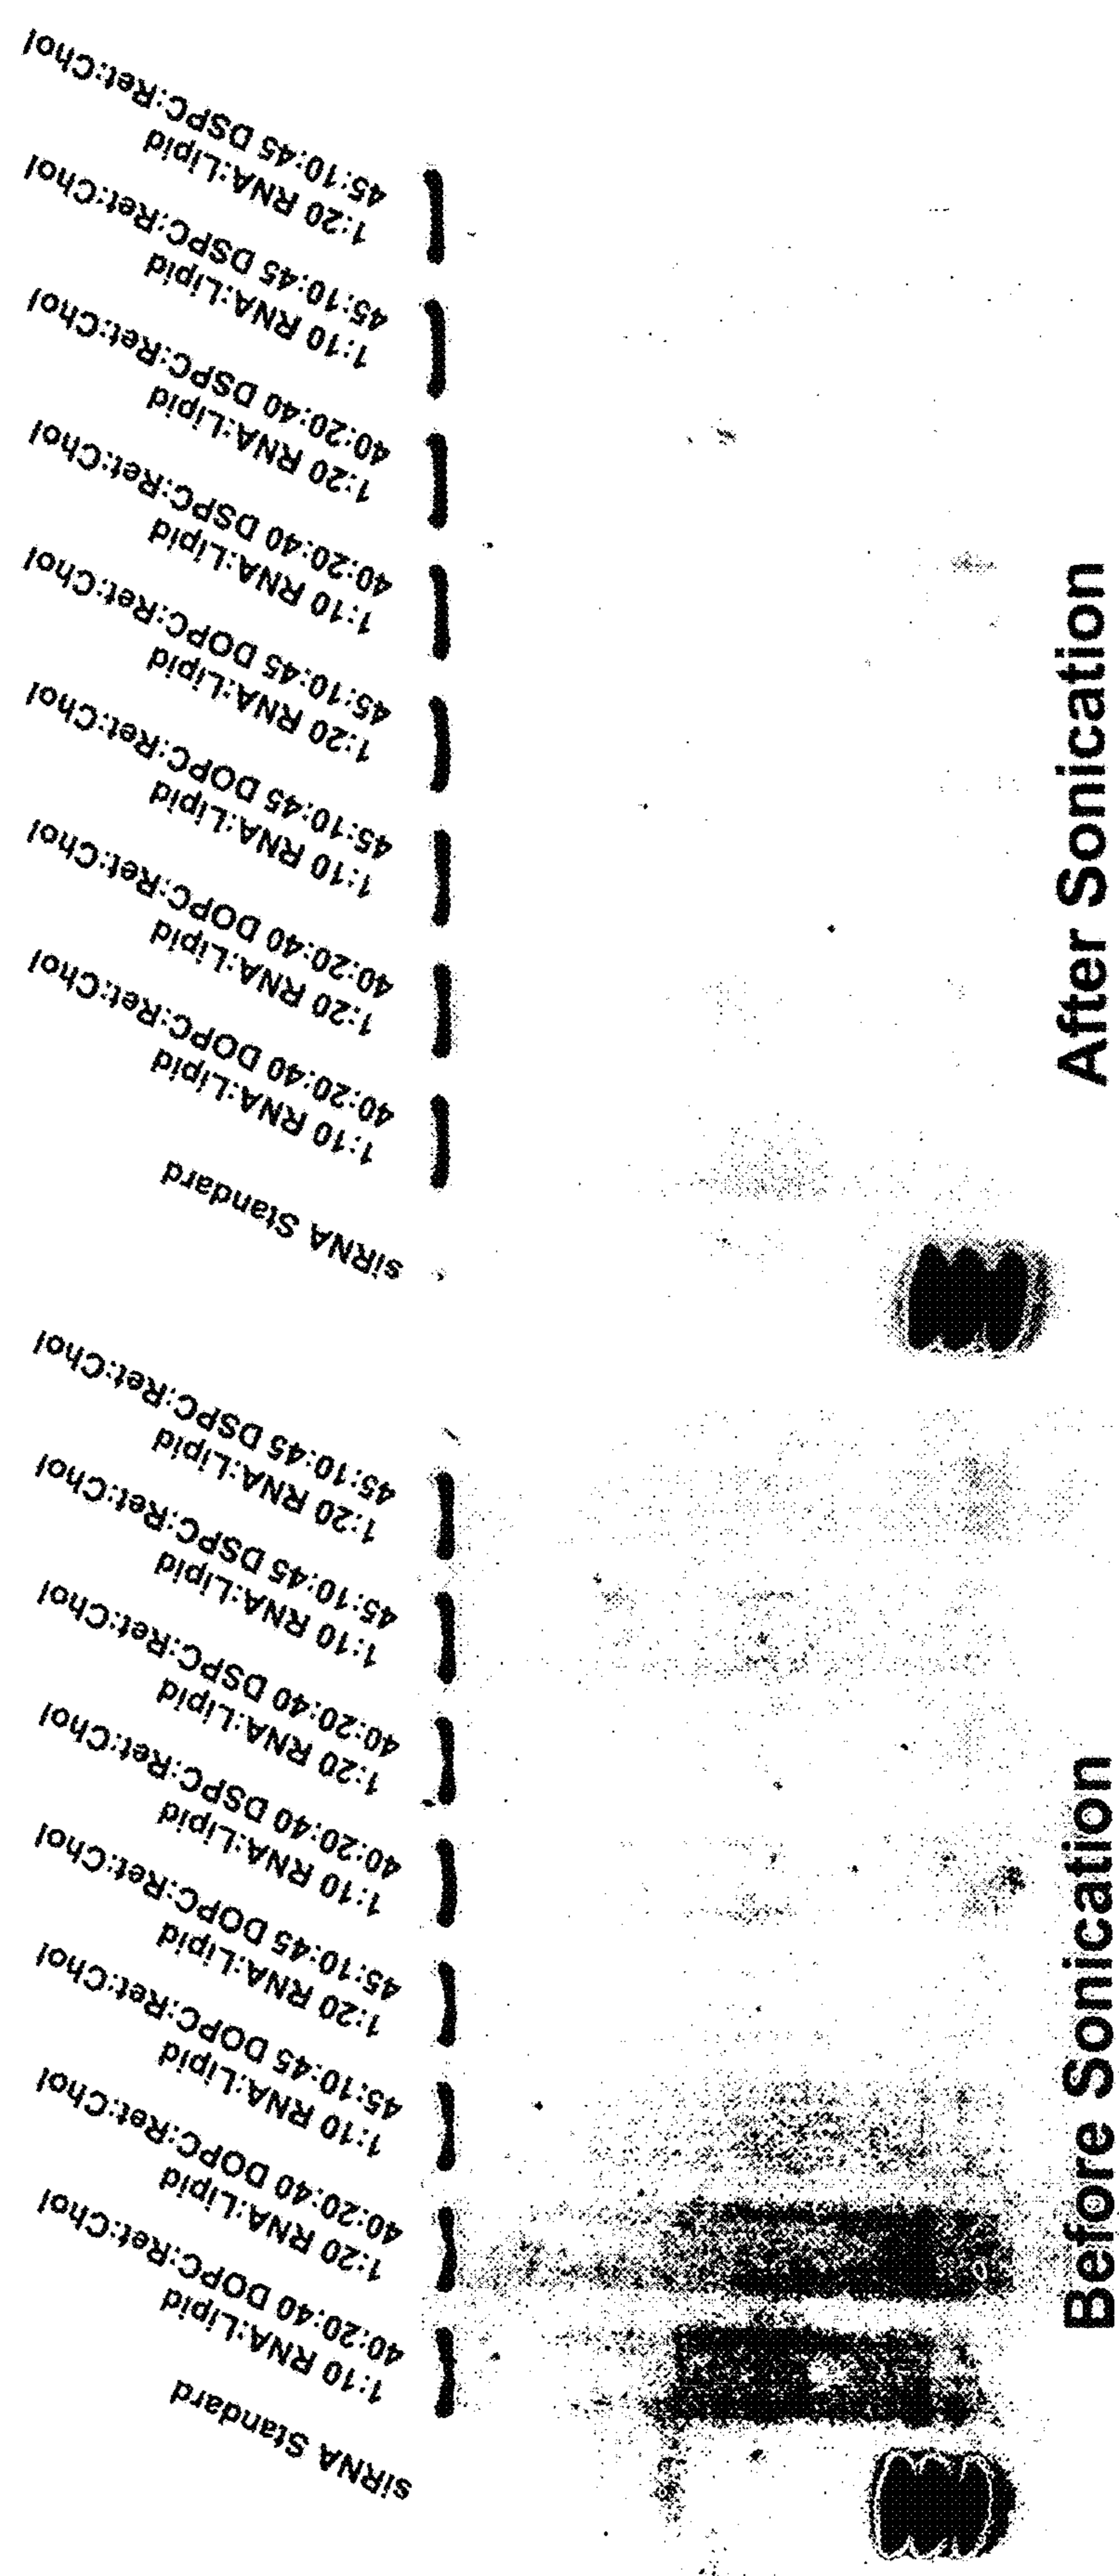 siRNA Standard
1:10 RNA:Lipid
40:20:40 DOPC:Ret:Chol
1:20 RNA:Lipid
40:20:40 DOPC:Ret:Chol
1:10 RNA:Lipid
45:10:45 DOPC:Ret:Chol
1:20 RNA:Lipid
45:10:45 DOPC:Ret:Chol
1:10 RNA:Lipid
40:20:40 DSPC:Ret:Chol
1:20 RNA:Lipid
40:20:40 DSPC:Ret:Chol
1:10 RNA:Lipid
45:10:45 DSPC:Ret:Chol
1:20 RNA:Lipid
45:10:45 DSPC:Ret:Chol
Before Sonication
siRNA Standard
1:10 RNA:Lipid
40:20:40 DOPC:Ret:Chol
1:20 RNA:Lipid
40:20:40 DOPC:Ret:Chol
1:10 RNA:Lipid
45:10:45 DOPC:Ret:Chol
1:20 RNA:Lipid
45:10:45 DOPC:Ret:Chol
1:10 RNA:Lipid
40:20:40 DSPC:Ret:Chol
1:20 RNA:Lipid
40:20:40 DSPC:Ret:Chol
1:10 RNA:Lipid
45:10:45 DSPC:Ret:Chol
1:20 RNA:Lipid
45:10:45 DSPC:Ret:Chol
After Sonication